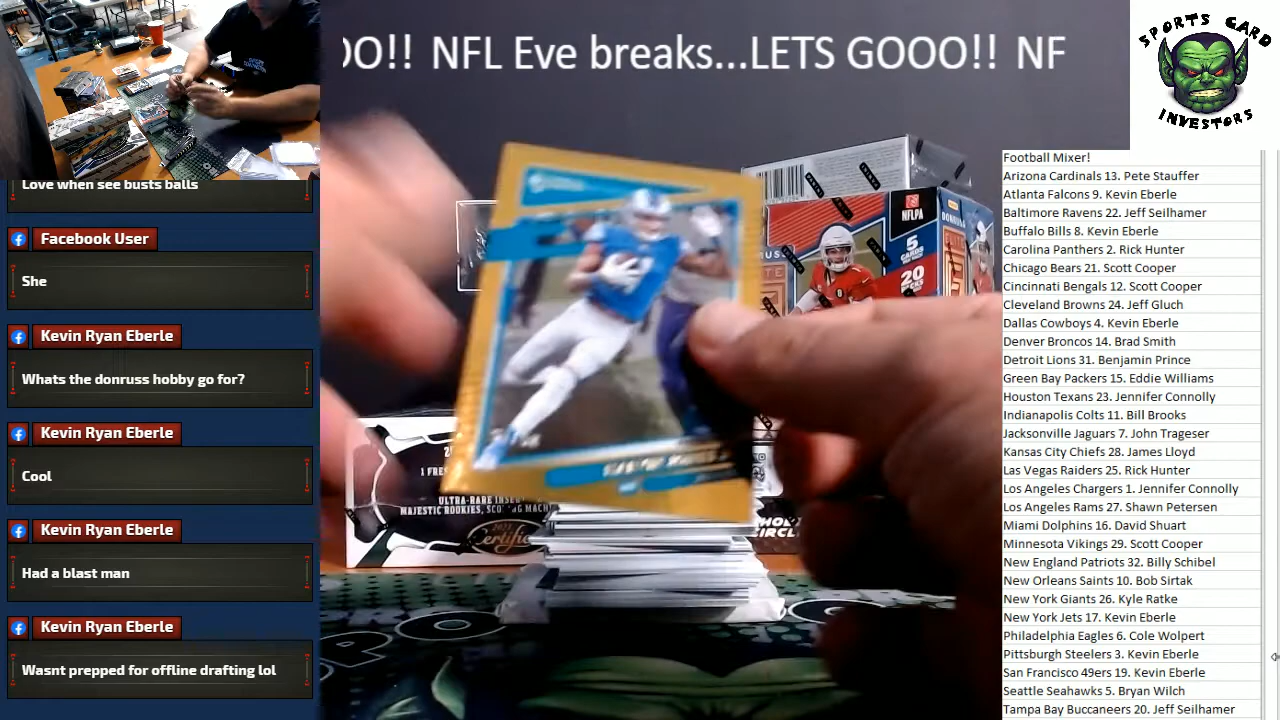 OO!! NFL Eve breaks...LETS GOOO!! NF
SPORTS CARD
INVESTORS
Love when see busts balls
Facebook User
She
Kevin Ryan Eberle
Whats the donruss hobby go for?
Kevin Ryan Eberle
Cool
Kevin Ryan Eberle
Had a blast man
Kevin Ryan Eberle
Wasnt prepped for offline drafting lol
NFLPA
5
CARDS
20
ULTRA-RARE INSER
MAJESTIC ROOKIES, SCO
Certifie
Football Mixer!
Arizona Cardinals 13. Pete Stauffer
Atlanta Falcons 9. Kevin Eberle
Baltimore Ravens 22. Jeff Seilhamer
Buffalo Bills 8. Kevin Eberle
Carolina Panthers 2. Rick Hunter
Chicago Bears 21. Scott Cooper
Cincinnati Bengals 12. Scott Cooper
Cleveland Browns 24. Jeff Gluch
Dallas Cowboys 4. Kevin Eberle
Denver Broncos 14. Brad Smith
Detroit Lions 31. Benjamin Prince
Green Bay Packers 15. Eddie Williams
Houston Texans 23. Jennifer Connolly
Indianapolis Colts 11. Bill Brooks
Jacksonville Jaguars 7. John Trageser
Kansas City Chiefs 28. James Lloyd
Las Vegas Raiders 25. Rick Hunter
Los Angeles Chargers 1. Jennifer Connolly
Los Angeles Rams 27. Shawn Petersen
Miami Dolphins 16. David Shuart
Minnesota Vikings 29. Scott Cooper
New England Patriots 32. Billy Schibel
New Orleans Saints 10. Bob Sirtak
New York Giants 26. Kyle Ratke
New York Jets 17. Kevin Eberle
Philadelphia Eagles 6. Cole Wolpert
Pittsburgh Steelers 3. Kevin Eberle
San Francisco 49ers 19. Kevin Eberle
Seattle Seahawks 5. Bryan Wilch
Tampa Bay Buccaneers 20. Jeff Seilhamer